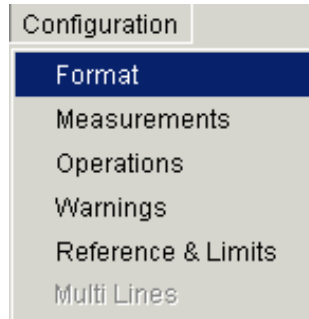 Configuration
Format
Measurements
Operations
Warnings
Reference & Limits
Multi Lines